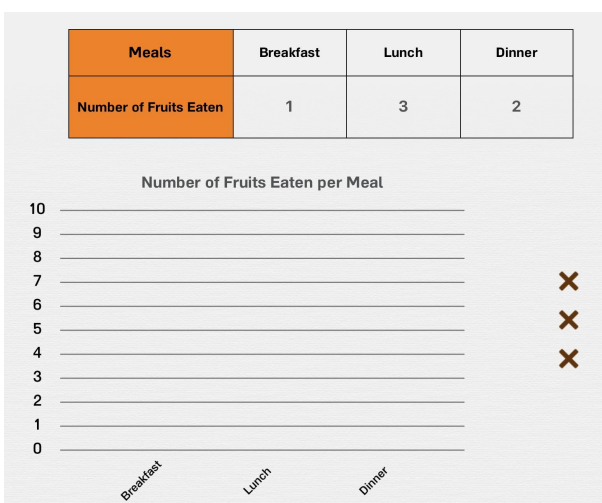 Meals Breakfast Lunch Dinner
Number of Fruits Eaten 1 3 2
Number of Fruits Eaten per Meal
10
9
8
7
6
5
4
3
2
1
0
Breakfast Lunch Dinner